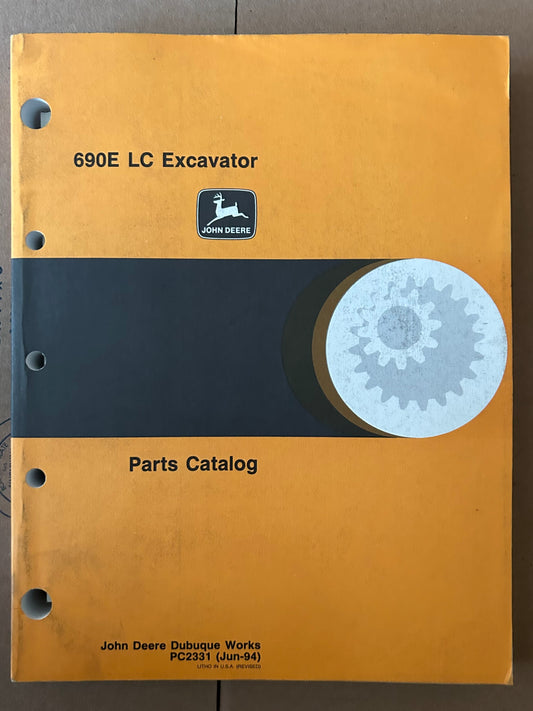 690E LC Excavator
JOHN DEERE
Parts Catalog
John Deere Dubuque Works
PC2331 (Jun-94)
LITHO IN U.S.A. (REVISED)